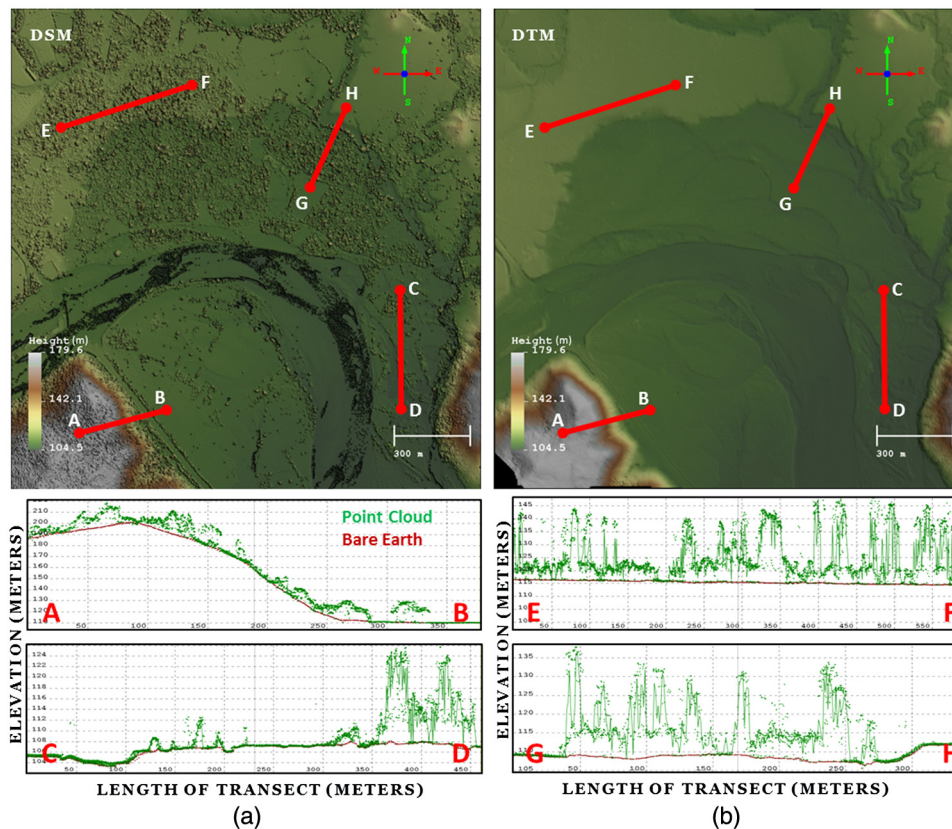 DSM
DTM
F
H
E
G
N
W
E
S
C
D
Height (m)
179.6
142.1
104.5
A
B
300 m
F
H
E
G
N
W
E
S
C
D
Height (m)
179.6
142.1
104.5
A
B
300 m
ELEVATION (METERS)
210
200
190
180
170
160
150
140
130
120
110
50 100 150 200 250 300 350
Point Cloud
Bare Earth
A
B
124
122
120
118
116
114
112
110
108
106
104
50 100 150 200 250 300 350 400 450
C
D
ELEVATION (METERS)
145
140
135
130
125
120
115
110
105
100
50 100 150 200 250 300 350 400 450 500 550
E
F
135
130
125
120
115
110
105
50 100 150 200 250 300
G
H
LENGTH OF TRANSECT (METERS)
LENGTH OF TRANSECT (METERS)
(a)
(b)